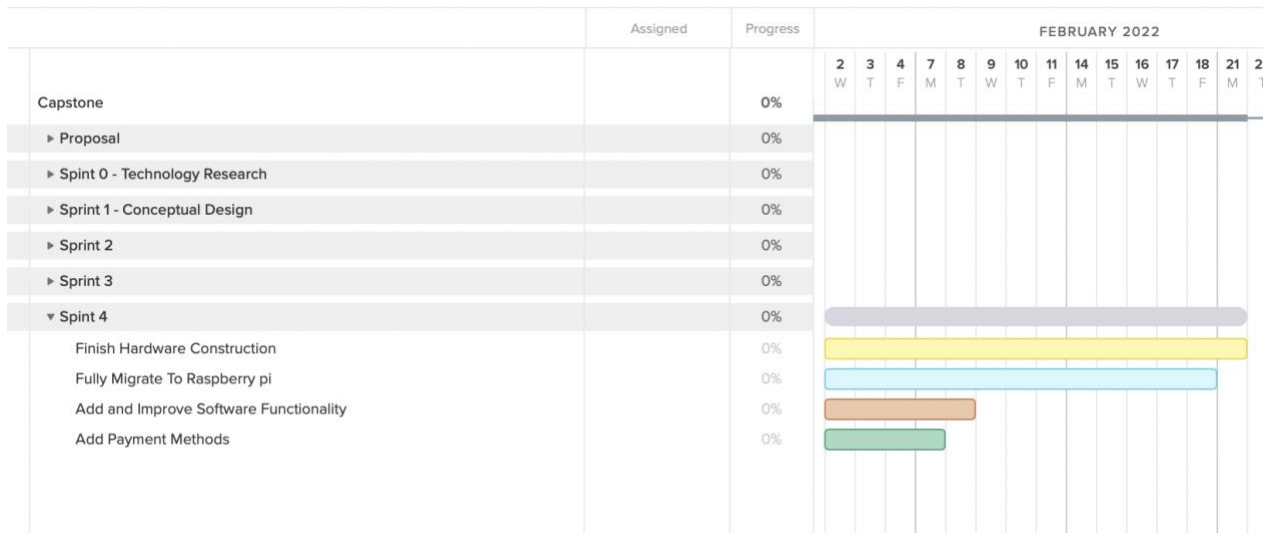 Assigned Progress FEBRUARY 2022
2 3 4 7 8 9 10 11 14 15 16 17 18 21
W T F M T W T F M T W T F M
Capstone 0%
Proposal 0%
Spint 0 - Technology Research 0%
Sprint 1 - Conceptual Design 0%
Sprint 2 0%
Sprint 3 0%
Spint 4 0%
Finish Hardware Construction 0%
Fully Migrate To Raspberry pi 0%
Add and Improve Software Functionality 0%
Add Payment Methods 0%